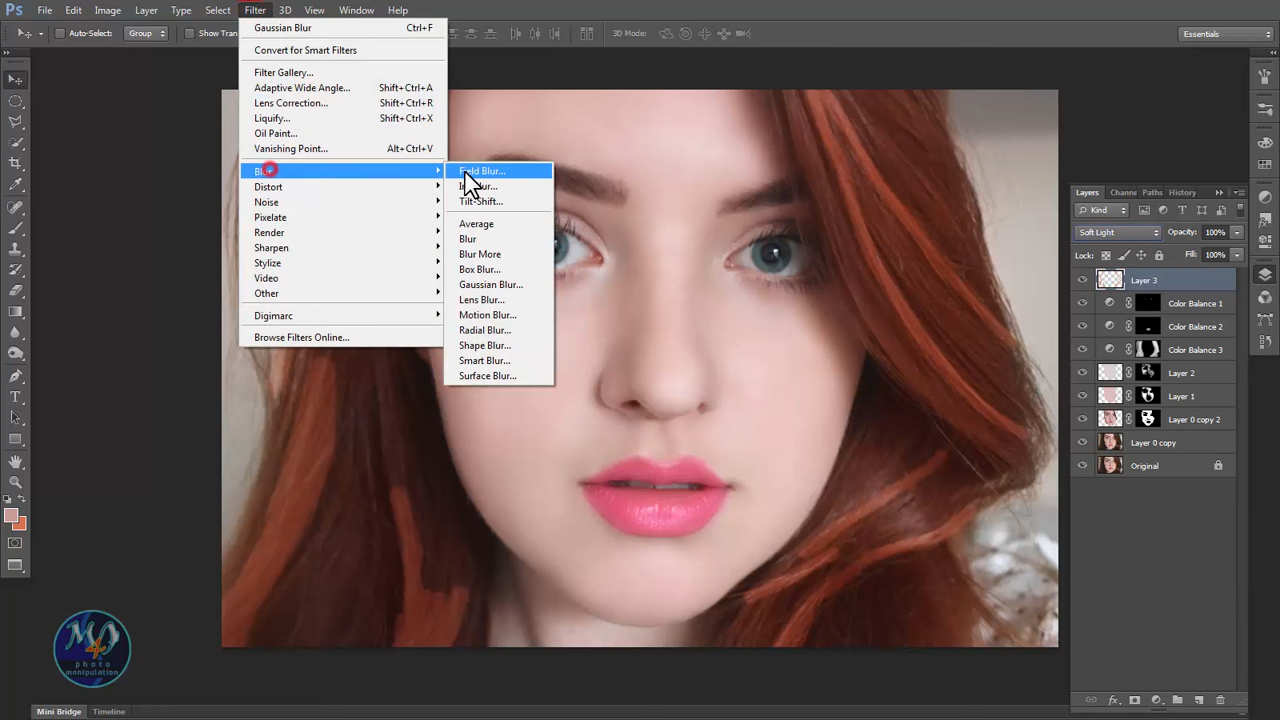 Ps File Edit Image Layer Type Select Filter 3D View Window Help
Auto-Select: Group Show Tran 3D Mode: Essentials
Gaussian Blur Ctrl+F
Convert for Smart Filters
Filter Gallery...
Adaptive Wide Angle... Shift+Ctrl+A
Lens Correction... Shift+Ctrl+R
Liquify... Shift+Ctrl+X
Oil Paint...
Vanishing Point... Alt+Ctrl+V
Distort
Noise
Pixelate
Render
Sharpen
Stylize
Video
Other
Digimarc
Browse Filters Online...
Blur...
Tilt-Shift...
Average
Blur
Blur More
Box Blur...
Gaussian Blur...
Lens Blur...
Motion Blur...
Radial Blur...
Shape Blur...
Smart Blur...
Surface Blur...
Layers Channels Paths History
Kind
Soft Light Opacity: 100%
Lock: Fill: 100%
Layer 3
Color Balance 1
Color Balance 2
Color Balance 3
Layer 2
Layer 1
Layer 0 copy 2
Layer 0 copy
Original
M4D
photo
manipulation
Mini Bridge Timeline